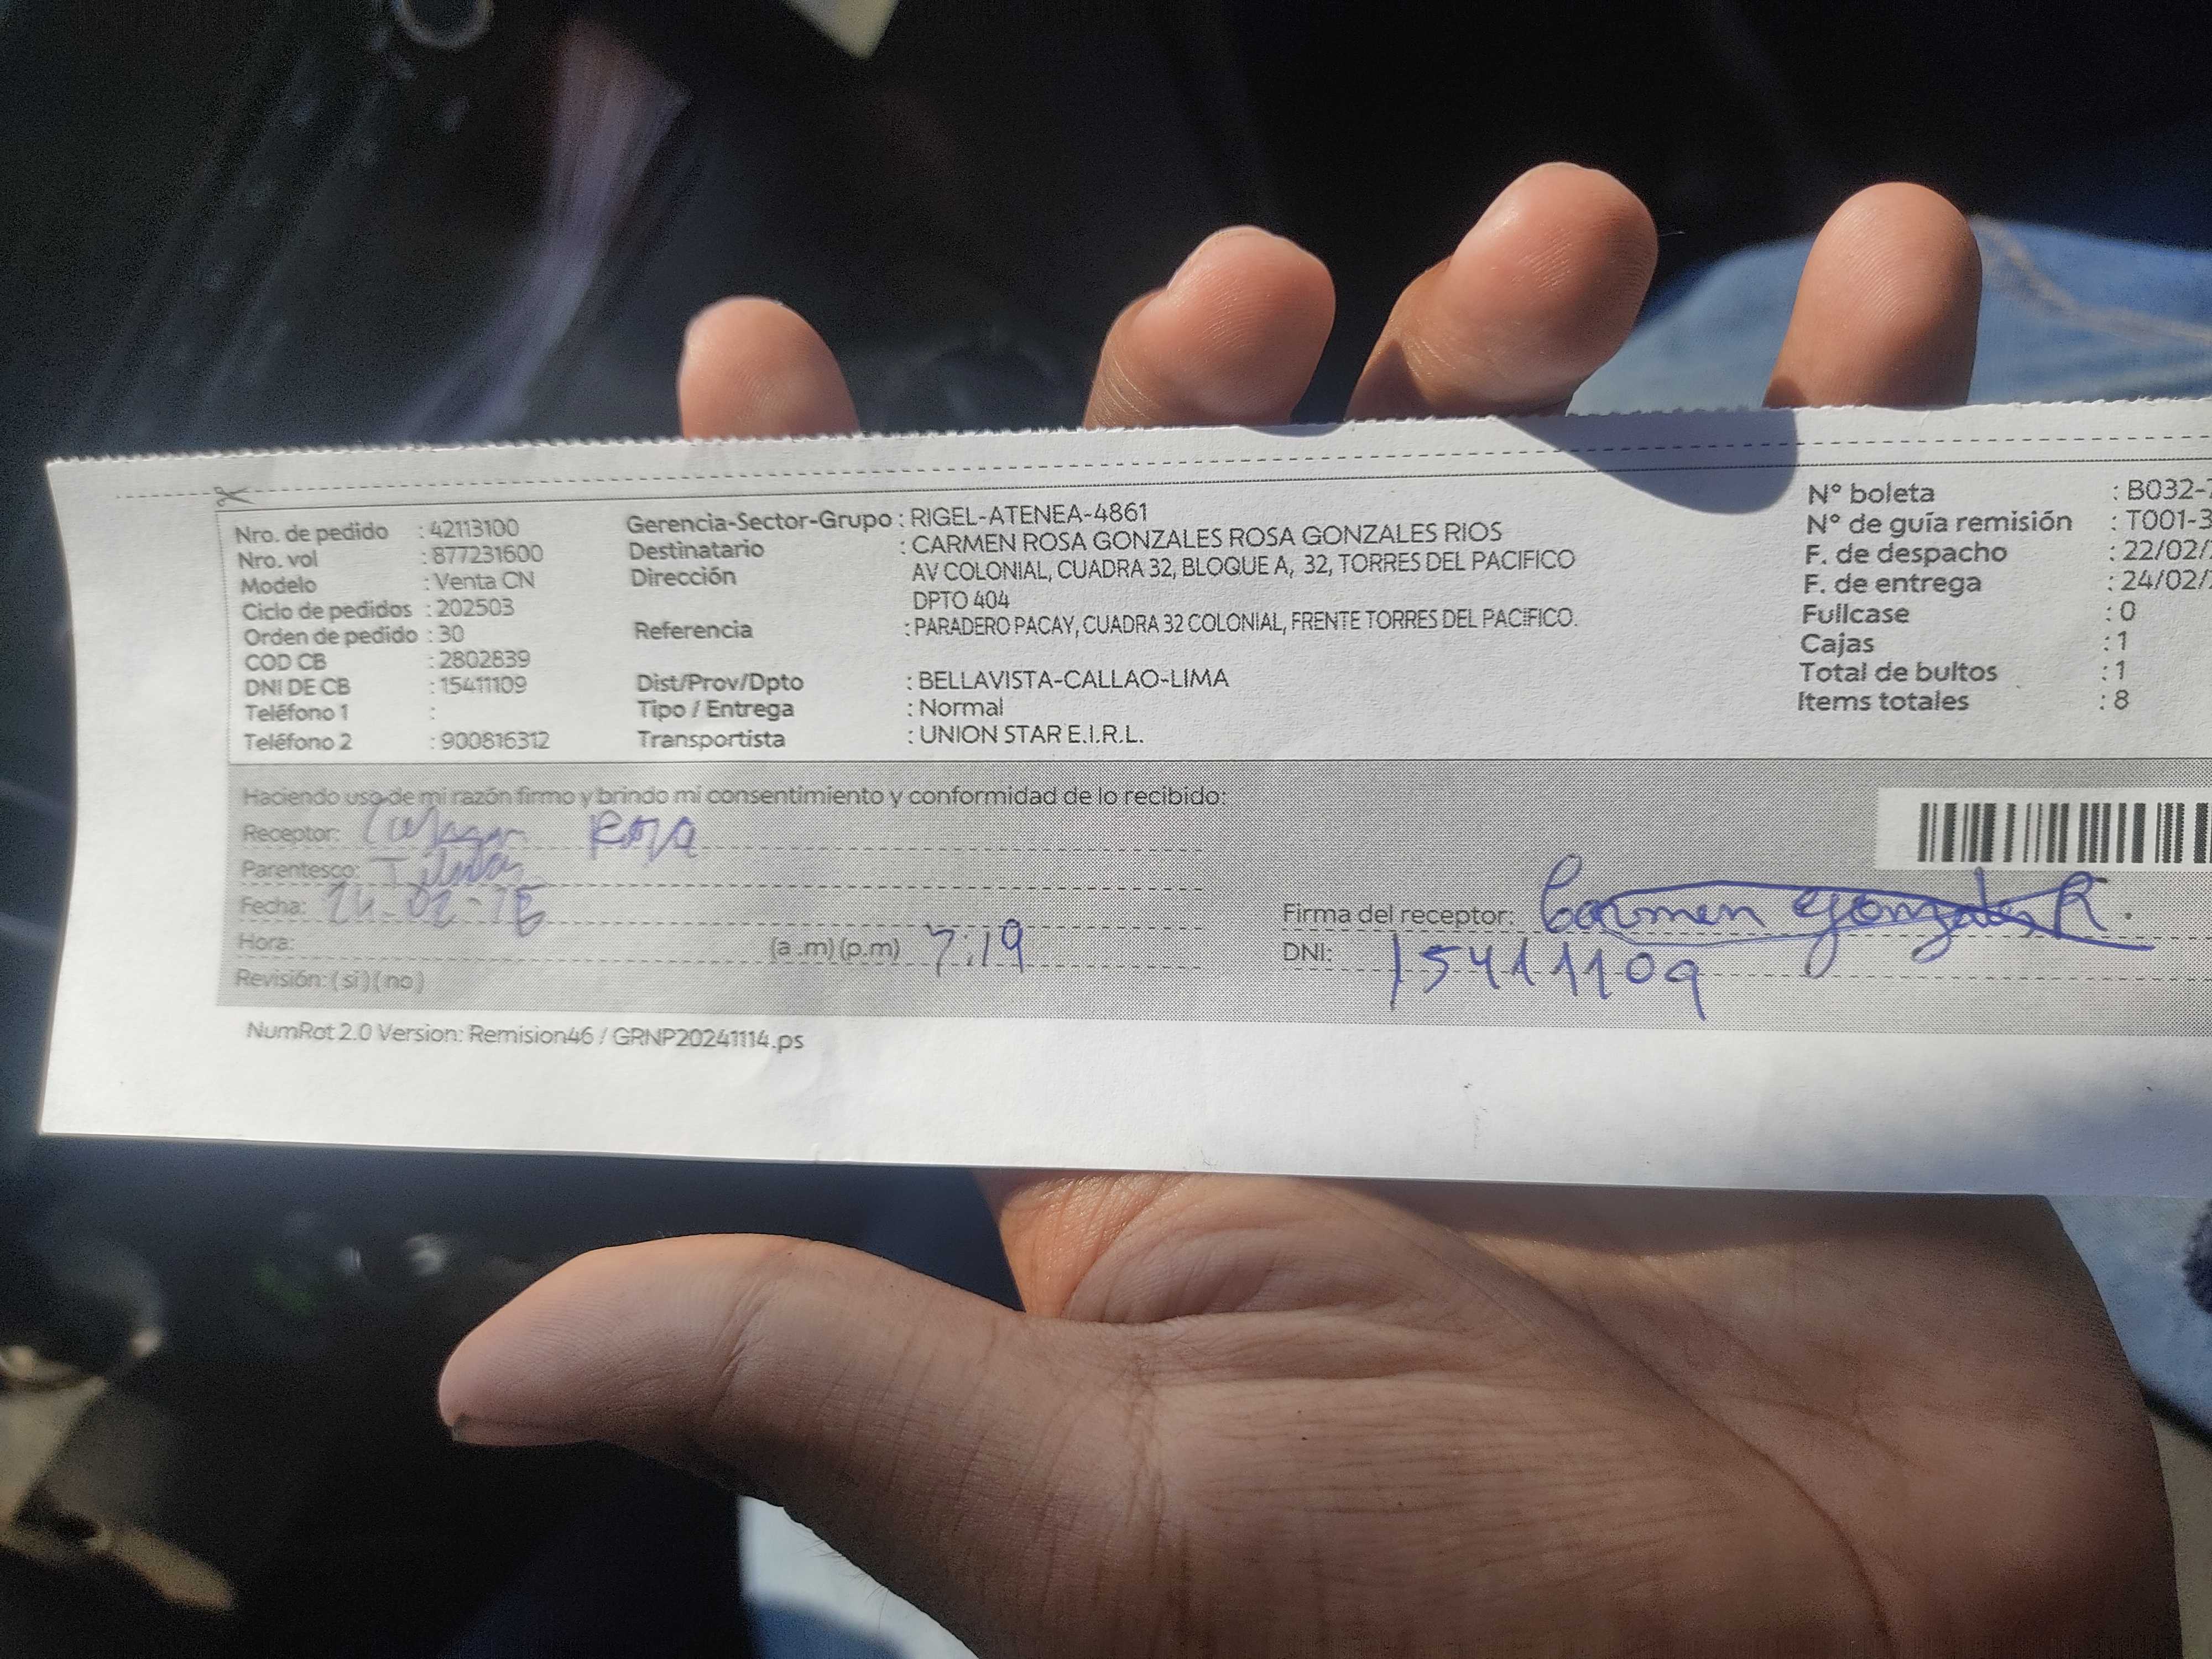 Nro. de pedido : 42113100
Nro. vol : 877231600
Modelo : Venta CN
Ciclo de pedidos : 202503
Orden de pedido : 30
COD CB : 2802839
DNI DE CB : 15411109
Teléfono 1 :
Teléfono 2 : 900816312
Gerencia-Sector-Grupo : RIGEL-ATENEA-4861
Destinatario : CARMEN ROSA GONZALES ROSA GONZALES RIOS
Dirección AV COLONIAL, CUADRA 32, BLOQUE A, 32, TORRES DEL PACIFICO
DPTO 404
Referencia : PARADERO PACAY, CUADRA 32 COLONIAL, FRENTE TORRES DEL PACIFICO.
Dist/Prov/Dpto : BELLAVISTA-CALLAO-LIMA
Tipo / Entrega : Normal
Transportista : UNION STAR E.I.R.L.
N° boleta : B032-
N° de guía remisión : T001-3
F. de despacho : 22/02/
F. de entrega : 24/02/
Fullcase : 0
Cajas : 1
Total de bultos : 1
Items totales : 8
Haciendo uso de mi razón firmo y brindo mi consentimiento y conformidad de lo recibido:
Receptor: Rosa
Parentesco:
Fecha:
Hora: (a.m)(p.m) 7:19
Revisión: (si)(no)
Firma del receptor: Carmen Gonzales R.
DNI: 15411109
NumRot 2.0 Version: Remision46 / GRNP20241114.ps